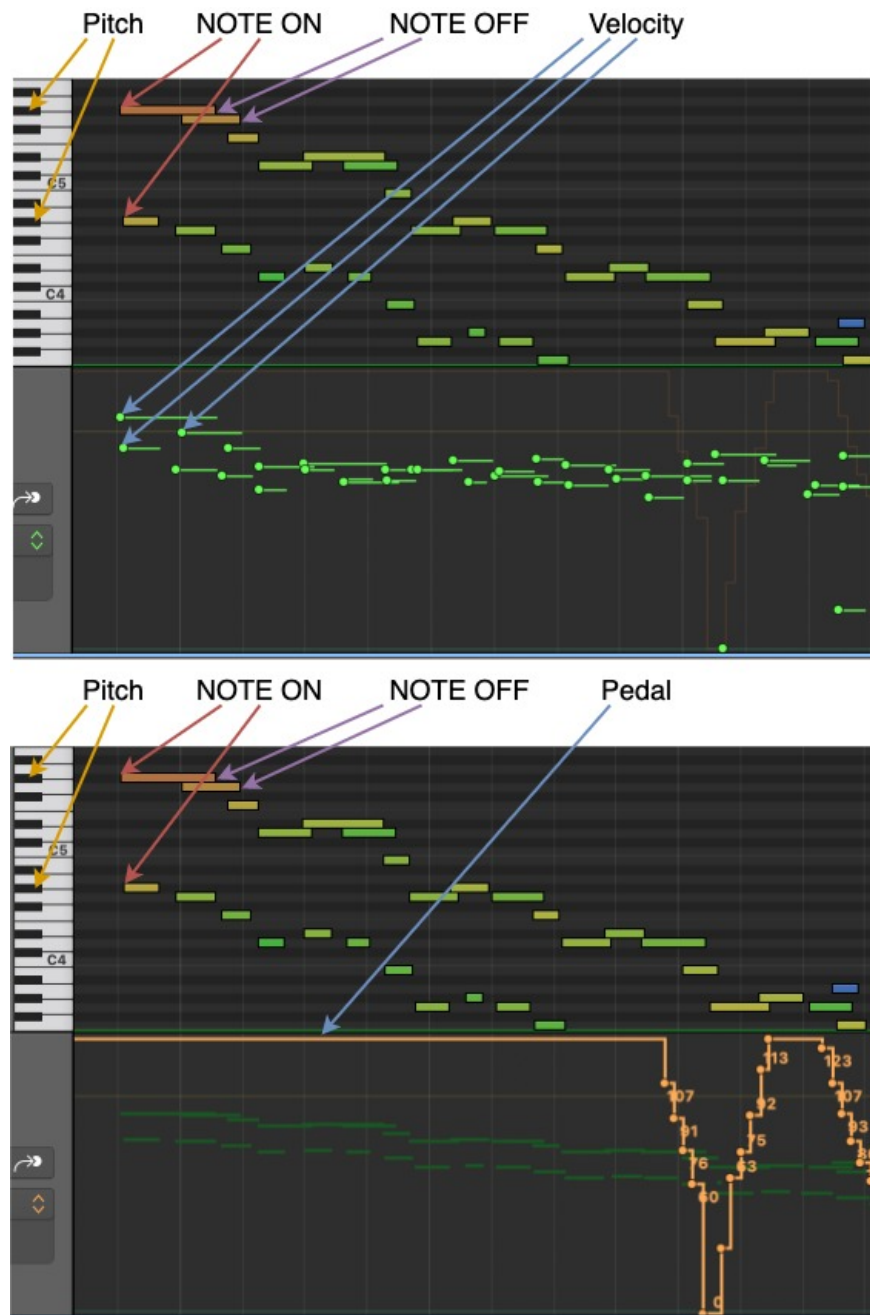 Pitch NOTE ON NOTE OFF Velocity
C5
C4
Pitch NOTE ON NOTE OFF Pedal
C5
C4
113 123
107 92 107
91 75 93
76 63
60
0